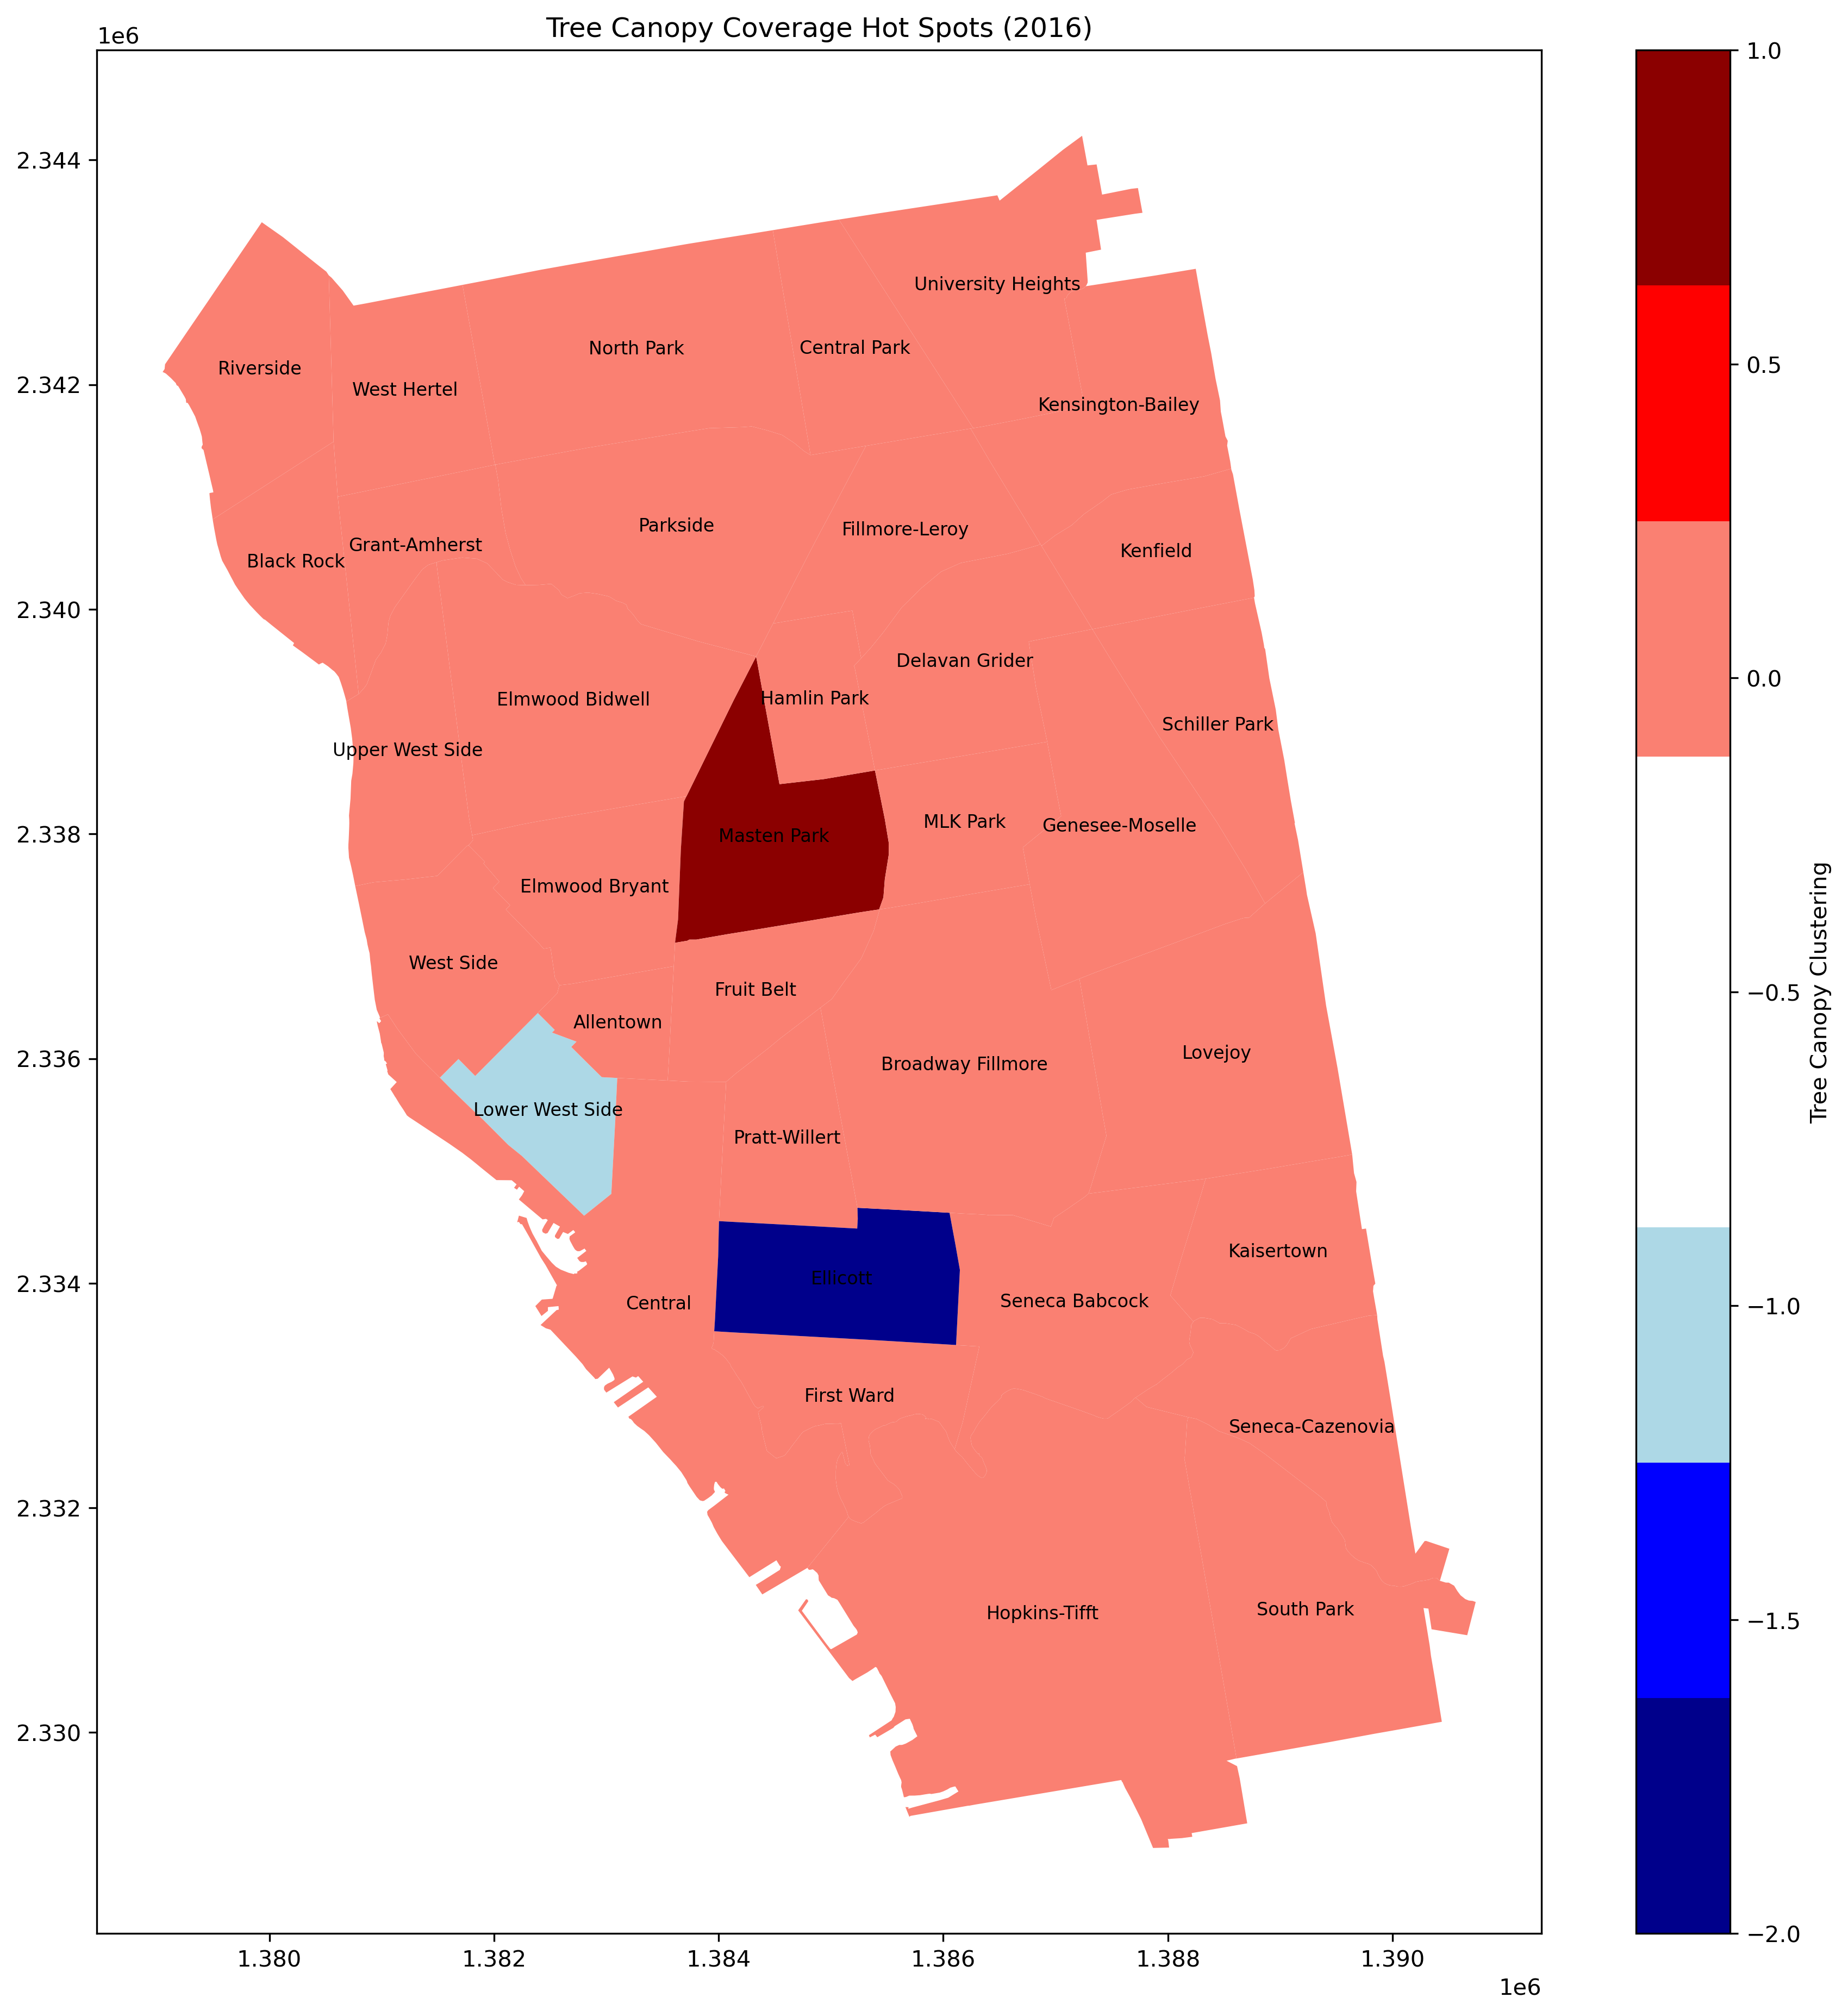 Tree Canopy Coverage Hot Spots (2016)
1e6
2.344
2.342
2.340
2.338
2.336
2.334
2.332
2.330
University Heights
North Park
Central Park
Riverside
West Hertel
Kensington-Bailey
Parkside
Fillmore-Leroy
Grant-Amherst
Kenfield
Black Rock
Delavan Grider
Elmwood Bidwell
Hamlin Park
Schiller Park
Upper West Side
MLK Park
Genesee-Moselle
Masten Park
Elmwood Bryant
West Side
Fruit Belt
Allentown
Broadway Fillmore
Lovejoy
Lower West Side
Pratt-Willert
Kaisertown
Ellicott
Central
Seneca Babcock
First Ward
Seneca-Cazenovia
Hopkins-Tifft
South Park
1.380
1.382
1.384
1.386
1.388
1.390
1e6
1.0
0.5
0.0
−0.5
−1.0
−1.5
−2.0
Tree Canopy Clustering